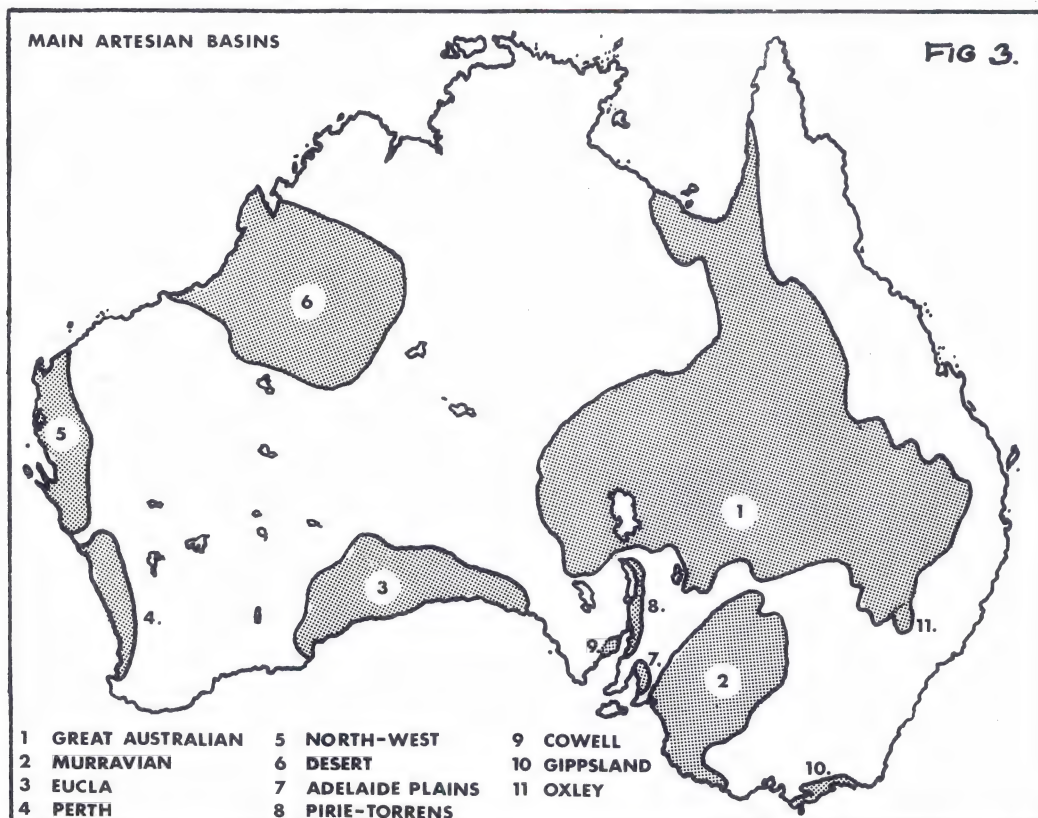 MAIN ARTESIAN BASINS
FIG 3.
6
5
1
3
4.
8.
11.
9.
7.
2
10.
1 GREAT AUSTRALIAN
2 MURRAVIAN
3 EUCLA
4 PERTH
5 NORTH-WEST
6 DESERT
7 ADELAIDE PLAINS
8 PIRIE-TORRENS
9 COWELL
10 GIPPSLAND
11 OXLEY